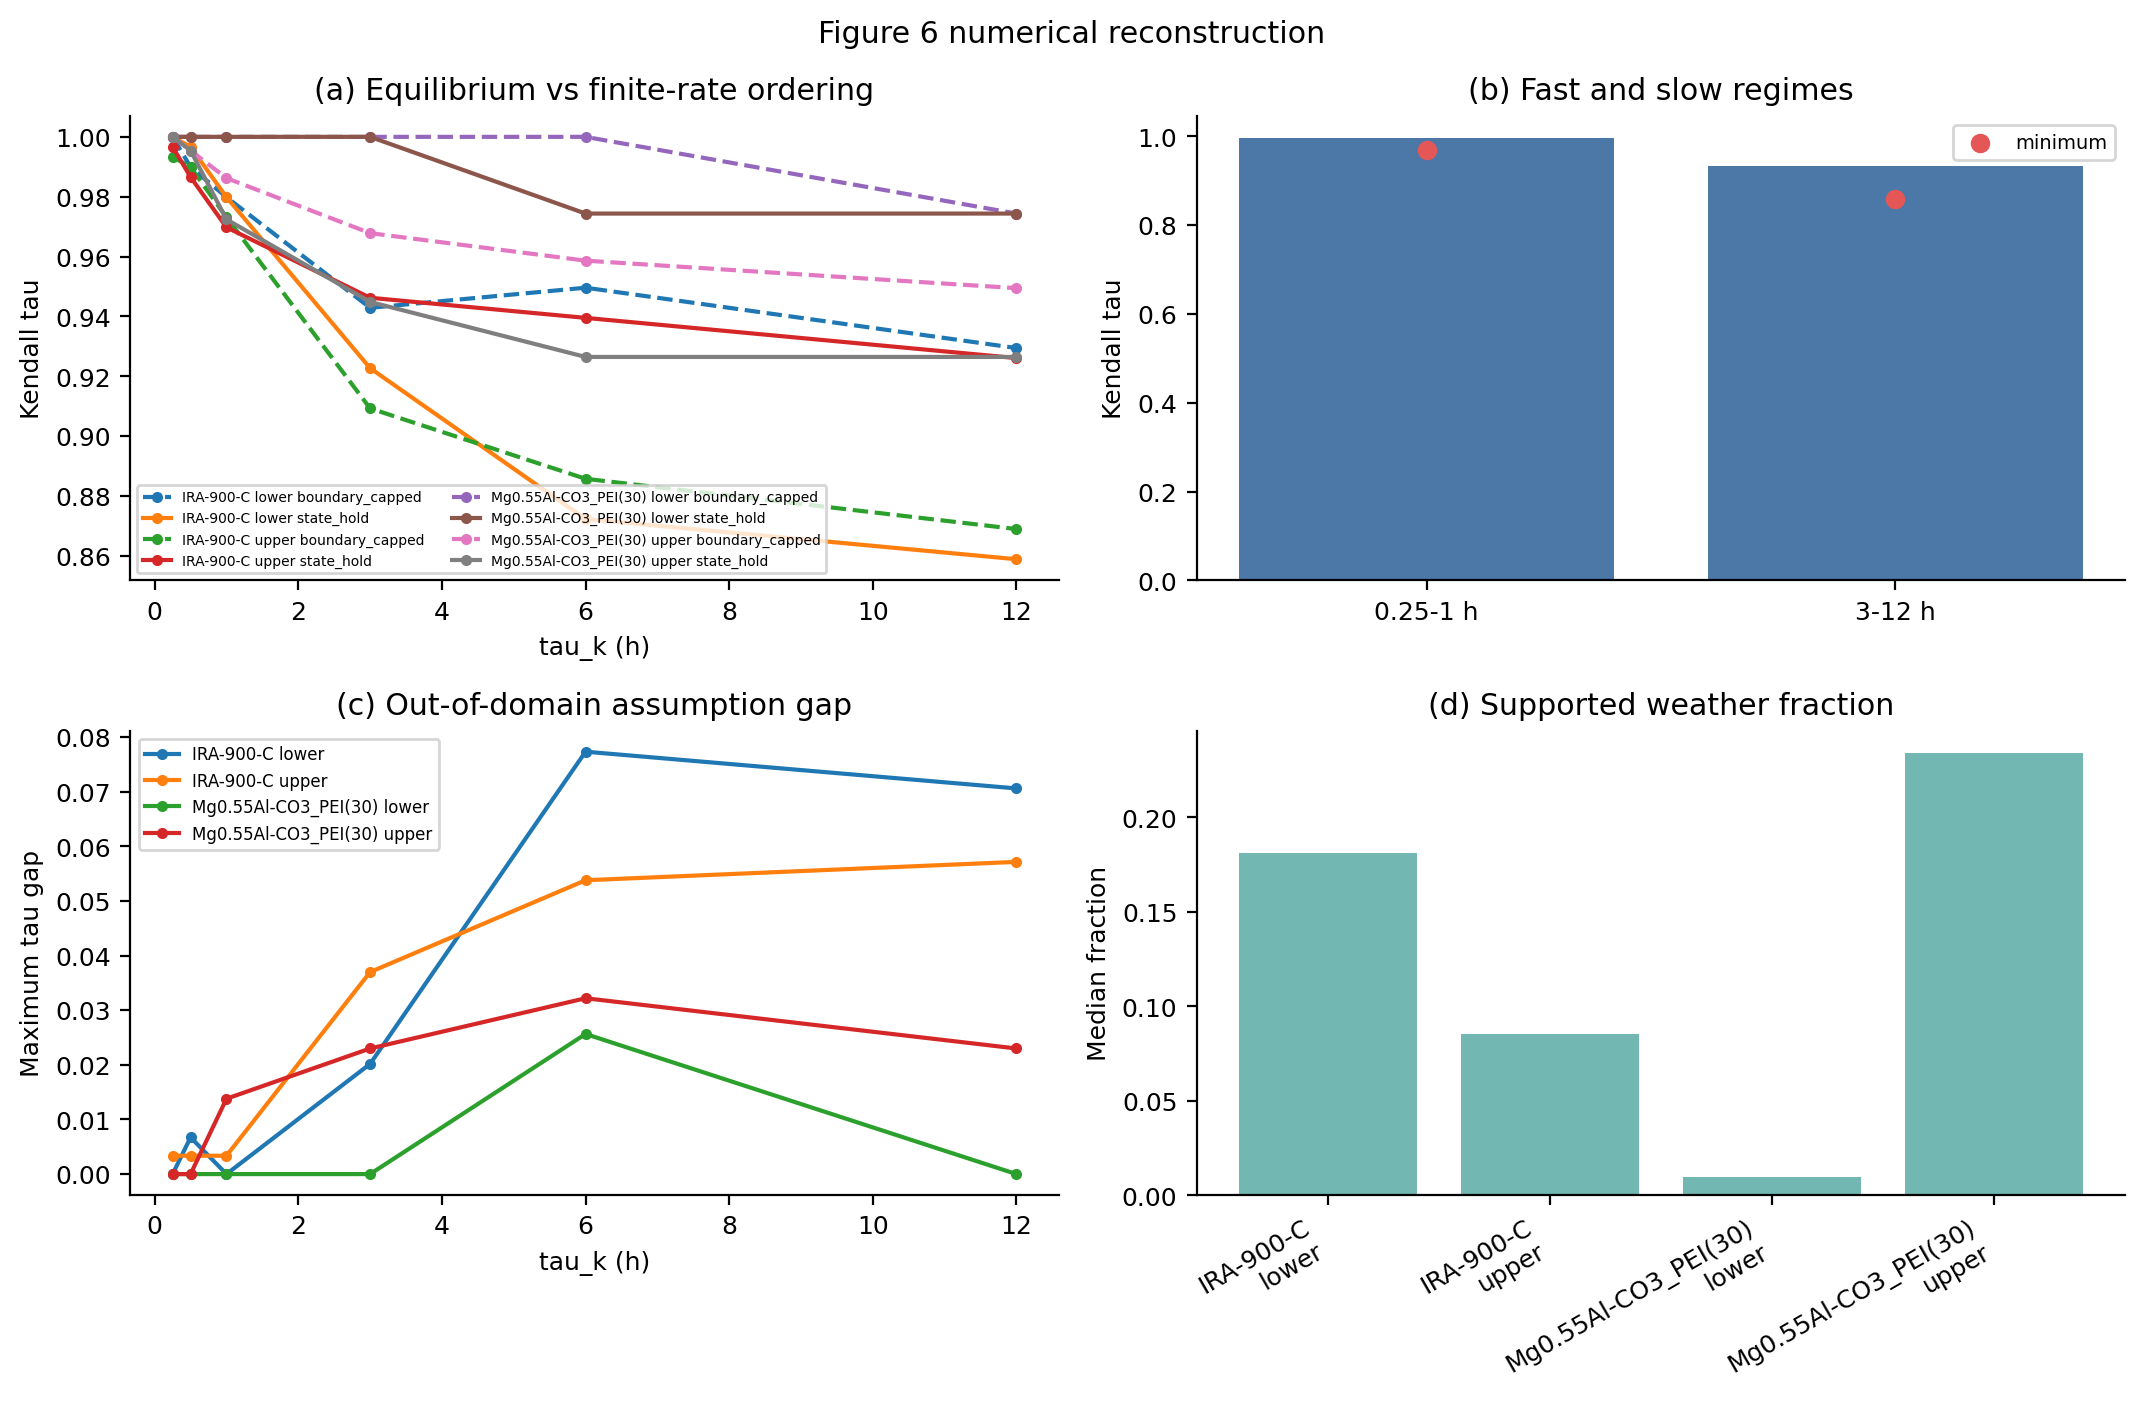 Figure 6 numerical reconstruction
(a) Equilibrium vs finite-rate ordering
Kendall tau
1.00
0.98
0.96
0.94
0.92
0.90
0.88
0.86
IRA-900-C lower boundary_capped
IRA-900-C lower state_hold
IRA-900-C upper boundary_capped
IRA-900-C upper state_hold
Mg0.55Al-CO3_PEI(30) lower boundary_capped
Mg0.55Al-CO3_PEI(30) lower state_hold
Mg0.55Al-CO3_PEI(30) upper boundary_capped
Mg0.55Al-CO3_PEI(30) upper state_hold
0 2 4 6 8 10 12
tau_k (h)
(b) Fast and slow regimes
Kendall tau
1.0
0.8
0.6
0.4
0.2
0.0
minimum
0.25-1 h
3-12 h
(c) Out-of-domain assumption gap
Maximum tau gap
0.08
0.07
0.06
0.05
0.04
0.03
0.02
0.01
0.00
IRA-900-C lower
IRA-900-C upper
Mg0.55Al-CO3_PEI(30) lower
Mg0.55Al-CO3_PEI(30) upper
0 2 4 6 8 10 12
tau_k (h)
(d) Supported weather fraction
Median fraction
0.20
0.15
0.10
0.05
0.00
IRA-900-C
lower
IRA-900-C
upper
Mg0.55Al-CO3_PEI(30)
lower
Mg0.55Al-CO3_PEI(30)
upper